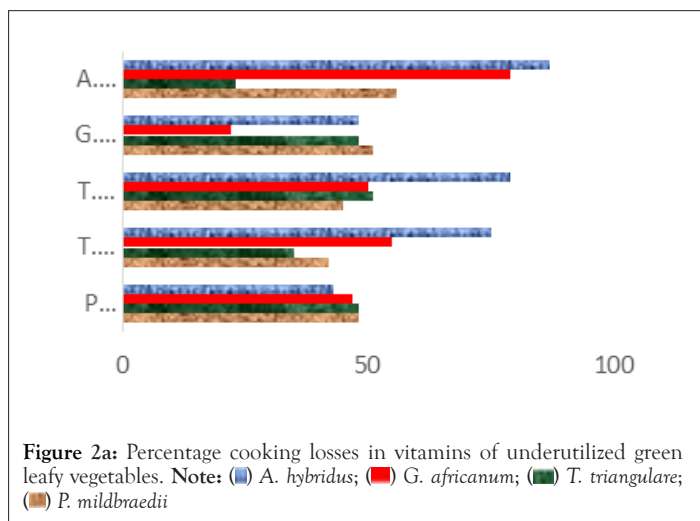 A....
G....
T....
T....
P...
0 50 100
Figure 2a: Percentage cooking losses in vitamins of underutilized green
leafy vegetables. Note: ( ) A. hybridus; ( ) G. africanum; ( ) T. triangulare;
( ) P. mildbraedii